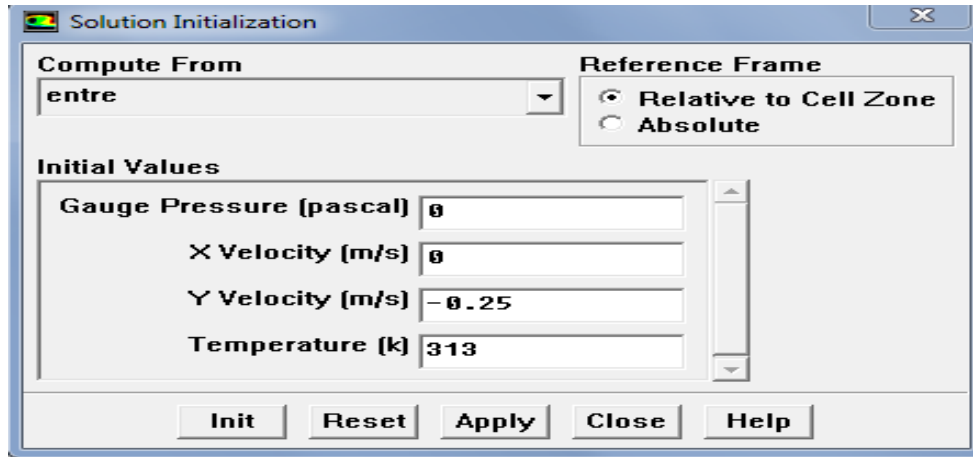 Solution Initialization
Compute From
entre
Reference Frame
Relative to Cell Zone
Absolute
Initial Values
Gauge Pressure (pascal) 0
X Velocity (m/s) 0
Y Velocity (m/s) -0.25
Temperature (k) 313
Init Reset Apply Close Help